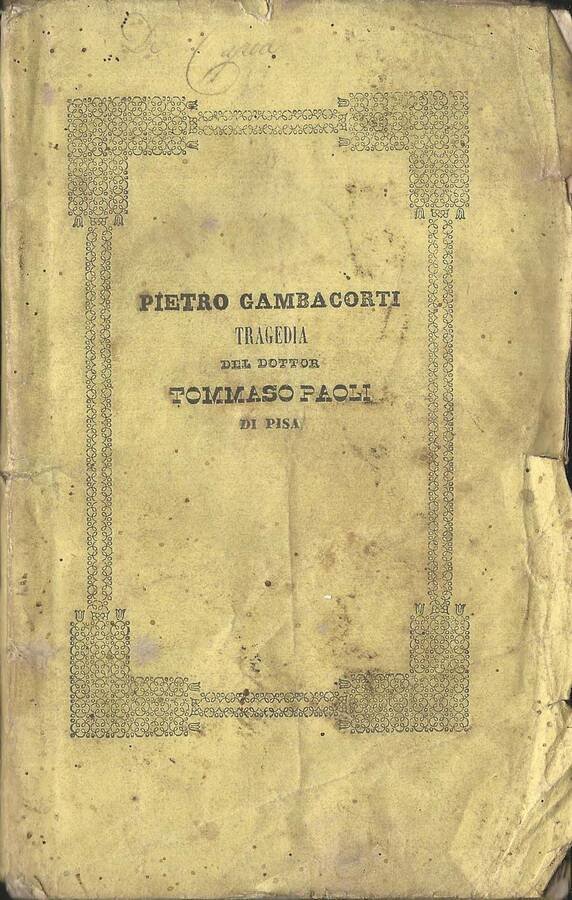 PIETRO GAMBACORTI
TRAGEDIA
DEL DOTTOR
TOMMASO PAOLI
DI PISA